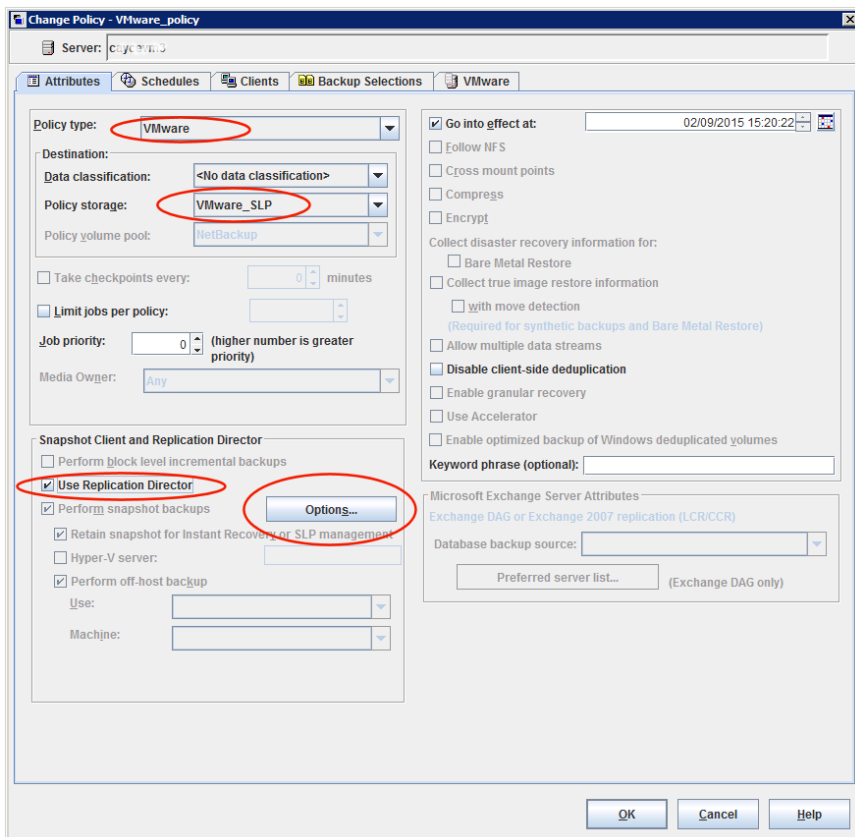 Change Policy - VMware_policy
Server:
Attributes Schedules Clients Backup Selections VMware
Policy type: VMware
Destination:
Data classification: <No data classification>
Policy storage: VMware_SLP
Policy volume pool: NetBackup
Take checkpoints every: 0 minutes
Limit jobs per policy:
Job priority: 0 (higher number is greater
priority)
Media Owner: Any
Snapshot Client and Replication Director
Perform block level incremental backups
Use Replication Director
Perform snapshot backups Options...
Retain snapshot for Instant Recovery or SLP management
Hyper-V server:
Perform off-host backup
Use:
Machine:
Go into effect at: 02/09/2015 15:20:22
Follow NFS
Cross mount points
Compress
Encrypt
Collect disaster recovery information for:
Bare Metal Restore
Collect true image restore information
with move detection
(Required for synthetic backups and Bare Metal Restore)
Allow multiple data streams
Disable client-side deduplication
Enable granular recovery
Use Accelerator
Enable optimized backup of Windows deduplicated volumes
Keyword phrase (optional):
Microsoft Exchange Server Attributes
Exchange DAG or Exchange 2007 replication (LCR/CCR)
Database backup source:
Preferred server list... (Exchange DAG only)
OK Cancel Help